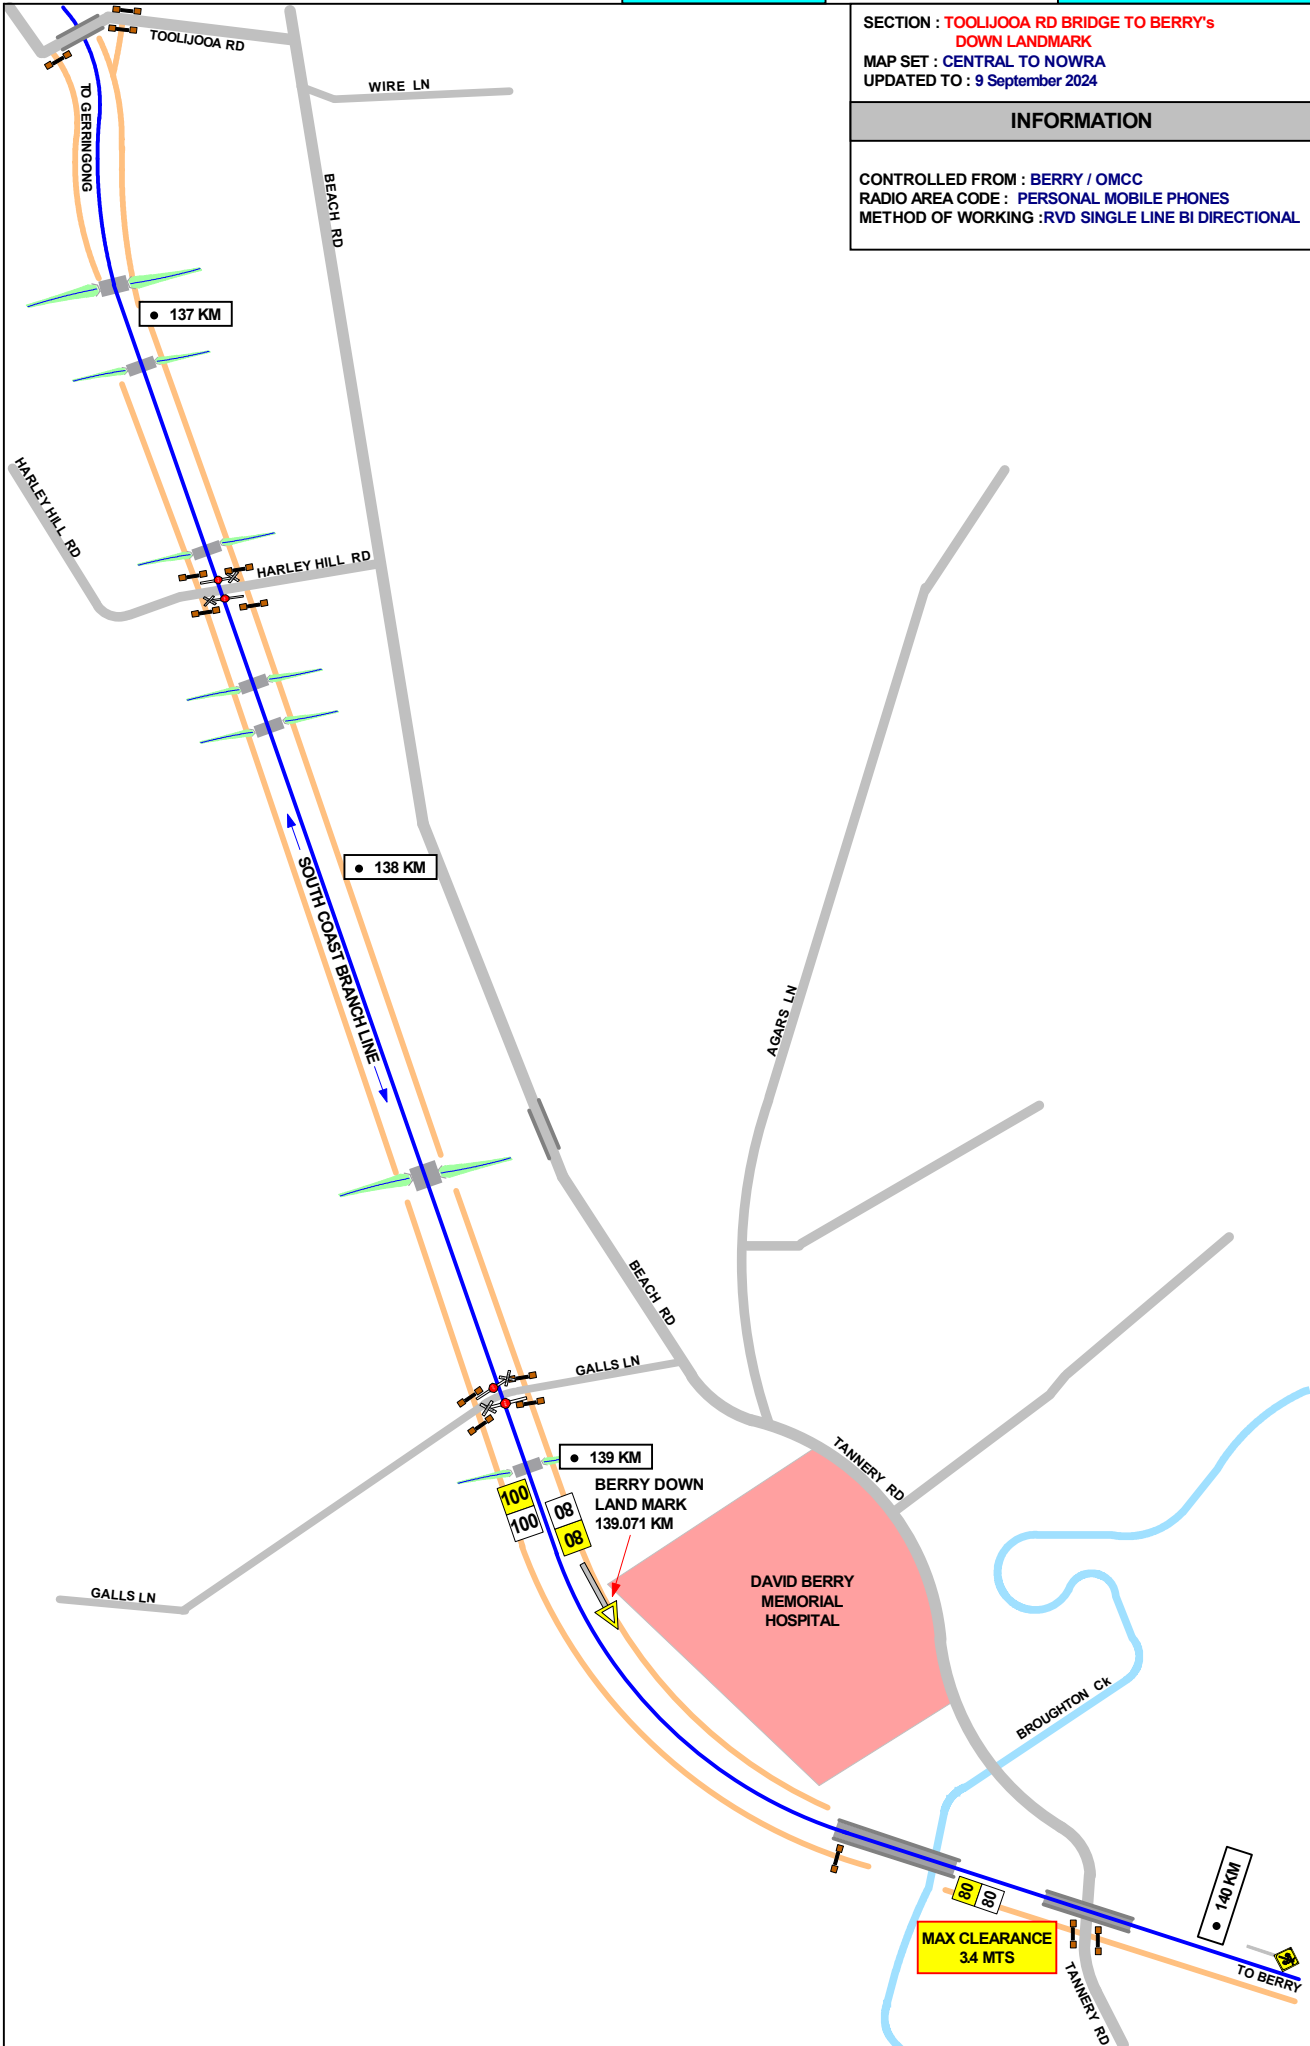 SECTION : TOOLIJOOA RD BRIDGE TO BERRY's
DOWN LANDMARK
MAP SET : CENTRAL TO NOWRA
UPDATED TO : 9 September 2024
INFORMATION
CONTROLLED FROM : BERRY / OMCC
RADIO AREA CODE : PERSONAL MOBILE PHONES
METHOD OF WORKING :RVD SINGLE LINE BI DIRECTIONAL
TOOLIJOOA RD
WIRE LN
TO GERRINGONG
BEACH RD
137 KM
HARLEY HILL RD
HARLEY HILL RD
138 KM
SOUTH COAST BRANCH LINE
AGARS LN
BEACH RD
GALLS LN
139 KM
BERRY DOWN
LAND MARK
139.071 KM
100
100
80
80
TANNERY RD
DAVID BERRY
MEMORIAL
HOSPITAL
GALLS LN
BROUGHTON Ck
80
80
140 KM
MAX CLEARANCE
3.4 MTS
TO BERRY
TANNERY RD